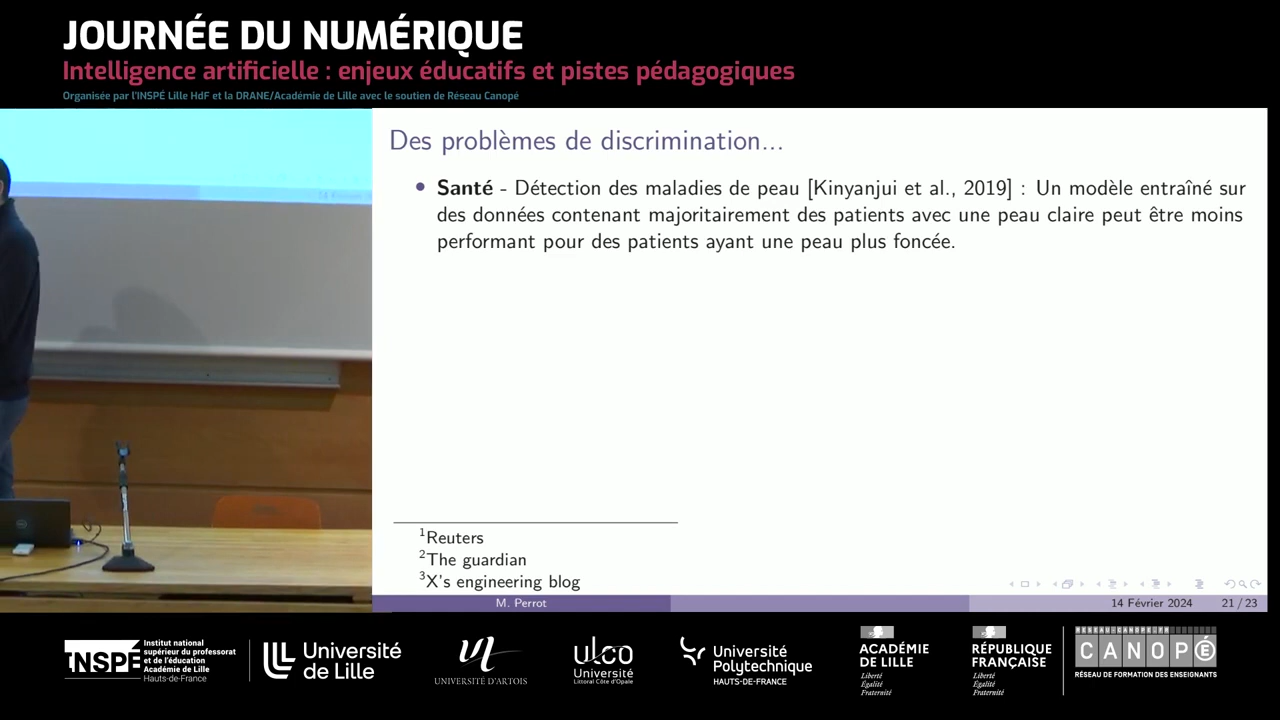 JOURNÉE DU NUMÉRIQUE
Intelligence artificielle : enjeux éducatifs et pistes pédagogiques
Organisée par l'INSPÉ Lille HdF et la DRANE/Académie de Lille avec le soutien de Réseau Canopé
Des problèmes de discrimination...
• Santé - Détection des maladies de peau [Kinyanjui et al., 2019] : Un modèle entraîné sur
des données contenant majoritairement des patients avec une peau claire peut être moins
performant pour des patients ayant une peau plus foncée.
1Reuters
2The guardian
3X's engineering blog
M. Perrot
14 Février 2024
21 / 23
INSPÉ
Institut national
supérieur du professorat
et de l'éducation
Académie de Lille
Hauts-de-France
Université
de Lille
UNIVERSITÉ D'ARTOIS
ulco
Université
Littoral Côte d'Opale
Université
Polytechnique
HAUTS-DE-FRANCE
ACADÉMIE
DE LILLE
Liberté
Égalité
Fraternité
RÉPUBLIQUE
FRANÇAISE
Liberté
Égalité
Fraternité
RESEAU-CANOPE.FR
CANOPÉ
RÉSEAU DE FORMATION DES ENSEIGNANTS